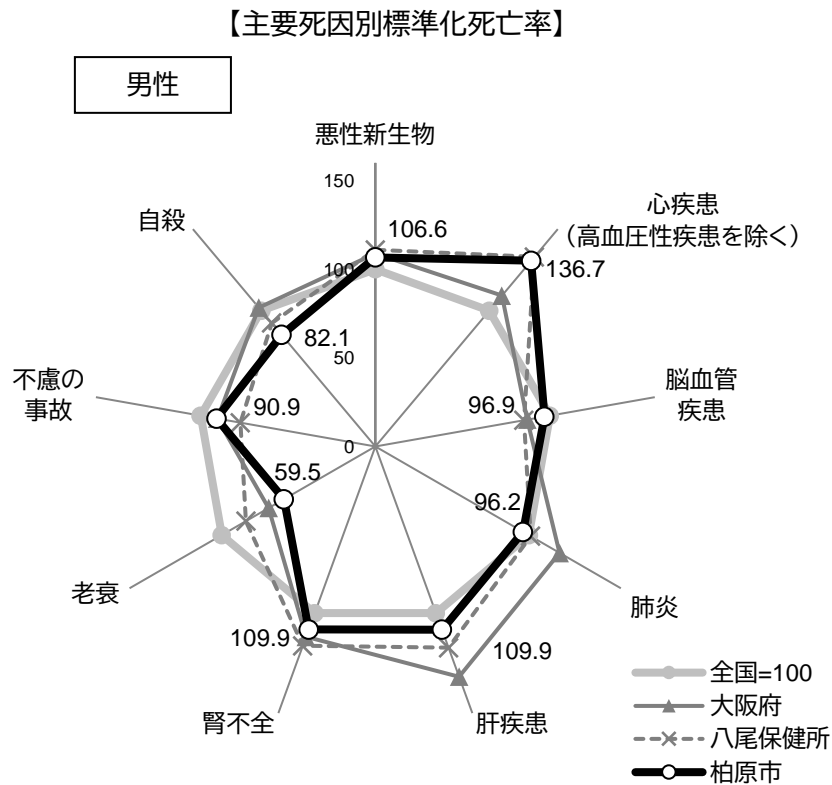 【主要死因別標準化死亡率】
男性
悪性新生物
150
100
50
0
106.6
心疾患
（高血圧性疾患を除く）
136.7
脳血管
疾患
96.9
肺炎
96.2
肝疾患
109.9
腎不全
109.9
老衰
59.5
不慮の
事故
90.9
自殺
82.1
全国=100
大阪府
八尾保健所
柏原市